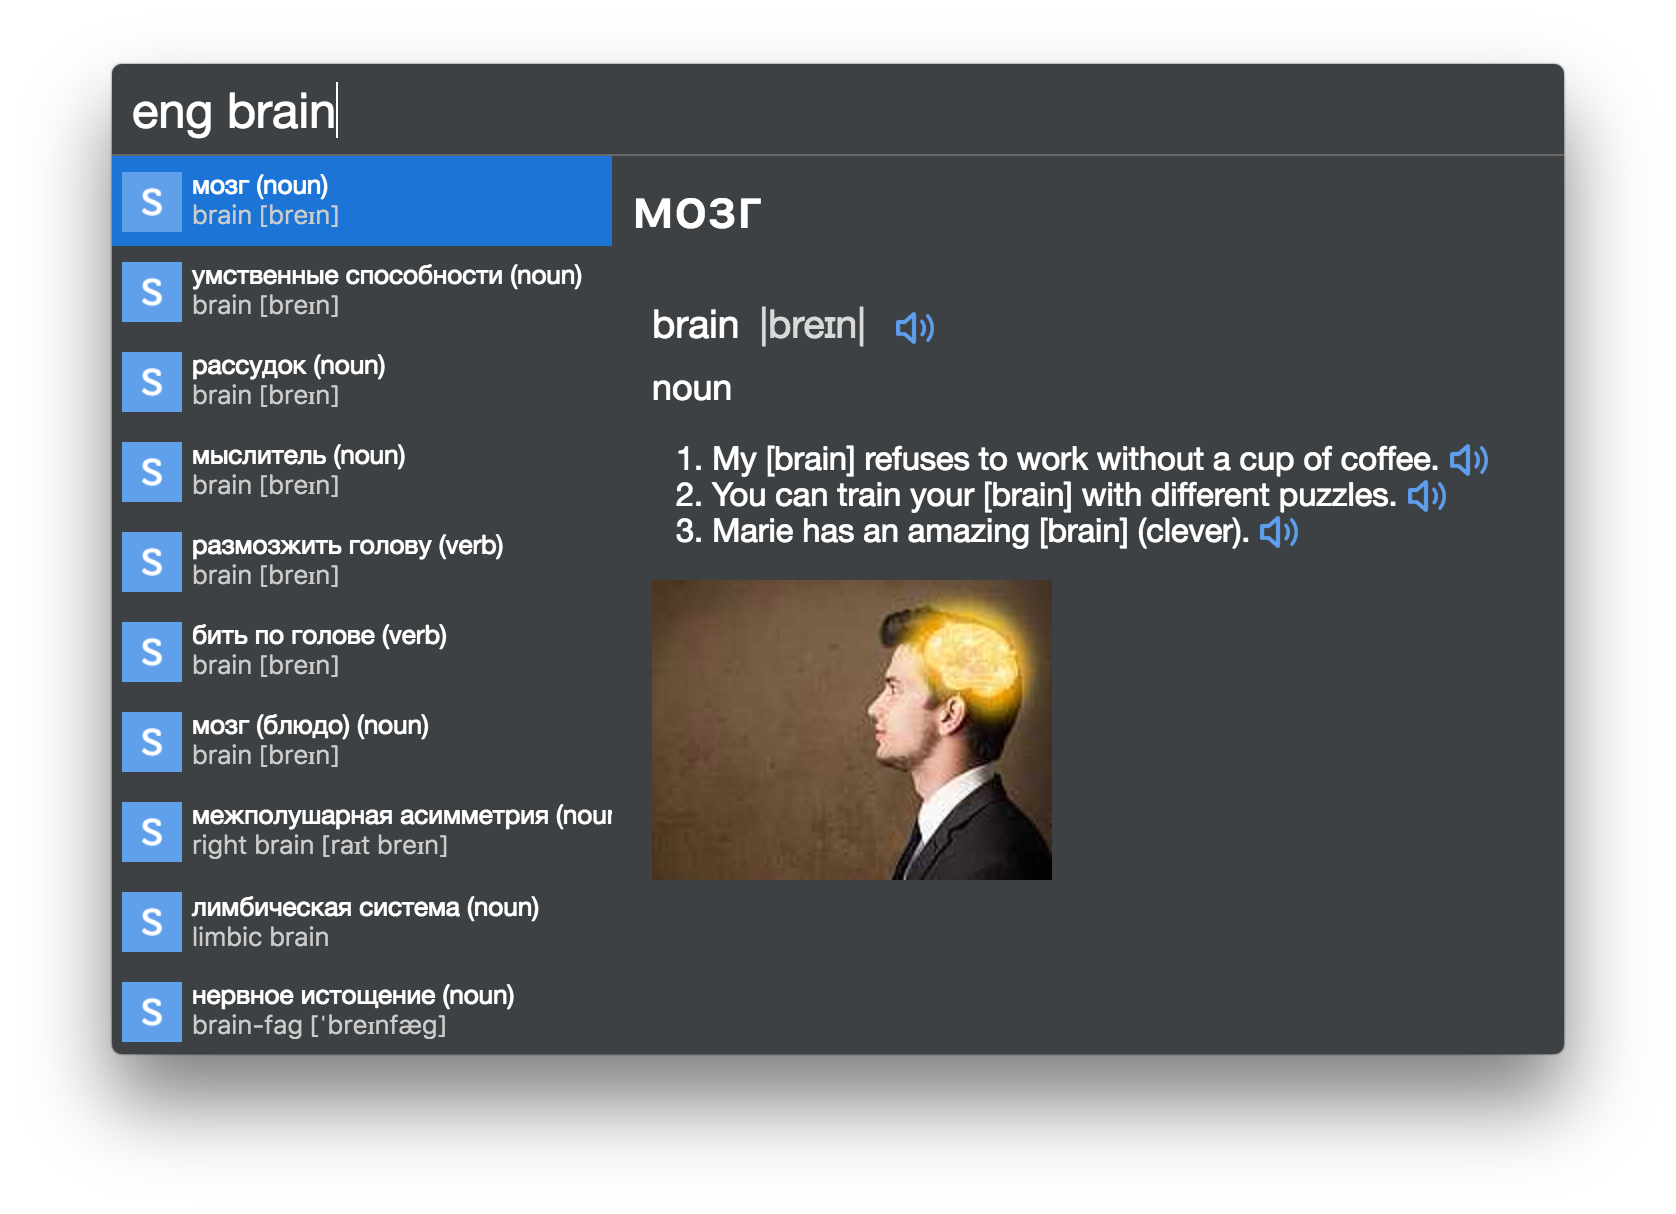 eng brain
S
мозг (noun)
brain [breɪn]
S
умственные способности (noun)
brain [breɪn]
S
рассудок (noun)
brain [breɪn]
S
мыслитель (noun)
brain [breɪn]
S
размозжить голову (verb)
brain [breɪn]
S
бить по голове (verb)
brain [breɪn]
S
мозг (блюдо) (noun)
brain [breɪn]
S
межполушарная асимметрия (noun
right brain [raɪt breɪn]
S
лимбическая система (noun)
limbic brain
S
нервное истощение (noun)
brain-fag [ˈbreɪnfæg]
мозг
brain |breɪn|
noun
1. My [brain] refuses to work without a cup of coffee.
2. You can train your [brain] with different puzzles.
3. Marie has an amazing [brain] (clever).